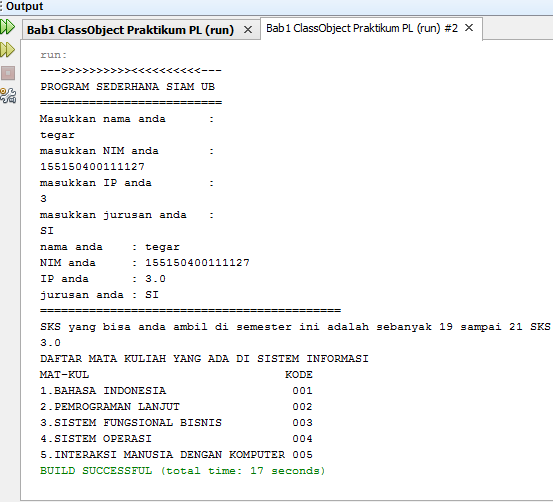 Output
Bab1 ClassObject Praktikum PL (run) × Bab1 ClassObject Praktikum PL (run) #2 ×
run:
--->>>>>>>>>><<<<<<<<<<---
PROGRAM SEDERHANA SIAM UB
==========================
Masukkan nama anda :
tegar
masukkan NIM anda :
155150400111127
masukkan IP anda :
3
masukkan jurusan anda :
SI
nama anda : tegar
NIM anda : 155150400111127
IP anda : 3.0
jurusan anda : SI
===========================================
SKS yang bisa anda ambil di semester ini adalah sebanyak 19 sampai 21 SKS
3.0
DAFTAR MATA KULIAH YANG ADA DI SISTEM INFORMASI
MAT-KUL KODE
1.BAHASA INDONESIA 001
2.PEMROGRAMAN LANJUT 002
3.SISTEM FUNGSIONAL BISNIS 003
4.SISTEM OPERASI 004
5.INTERAKSI MANUSIA DENGAN KOMPUTER 005
BUILD SUCCESSFUL (total time: 17 seconds)